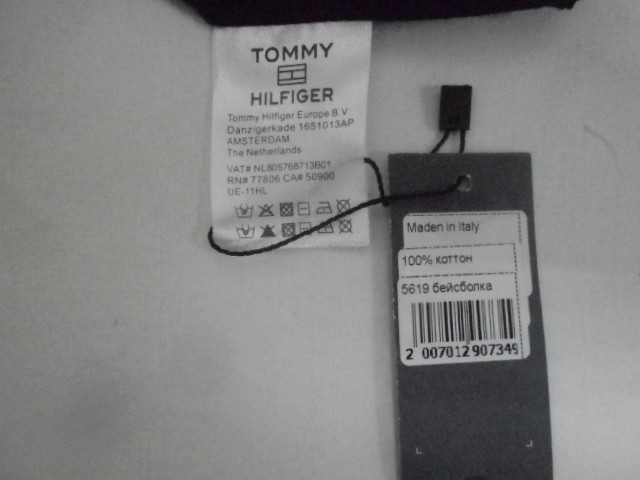 TOMMY
HILFIGER
Tommy Hilfiger Europe B.V
Danzigerkade 1651013AP
AMSTERDAM
The Netherlands
VAT# NL805768713B01
RN# 77806 CA# 50900
UE-11HL
Maden in Italy
100% коттон
5619 бейсболка
2 007012 907349